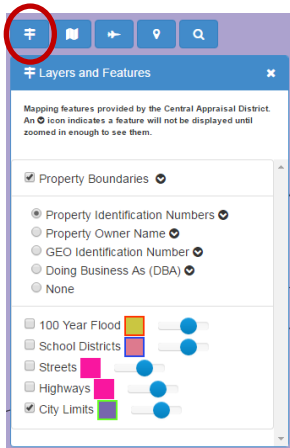 Layers and Features
Mapping features provided by the Central Appraisal District.
An icon indicates a feature will not be displayed until
zoomed in enough to see them.
Property Boundaries
Property Identification Numbers
Property Owner Name
GEO Identification Number
Doing Business As (DBA)
None
100 Year Flood
School Districts
Streets
Highways
City Limits